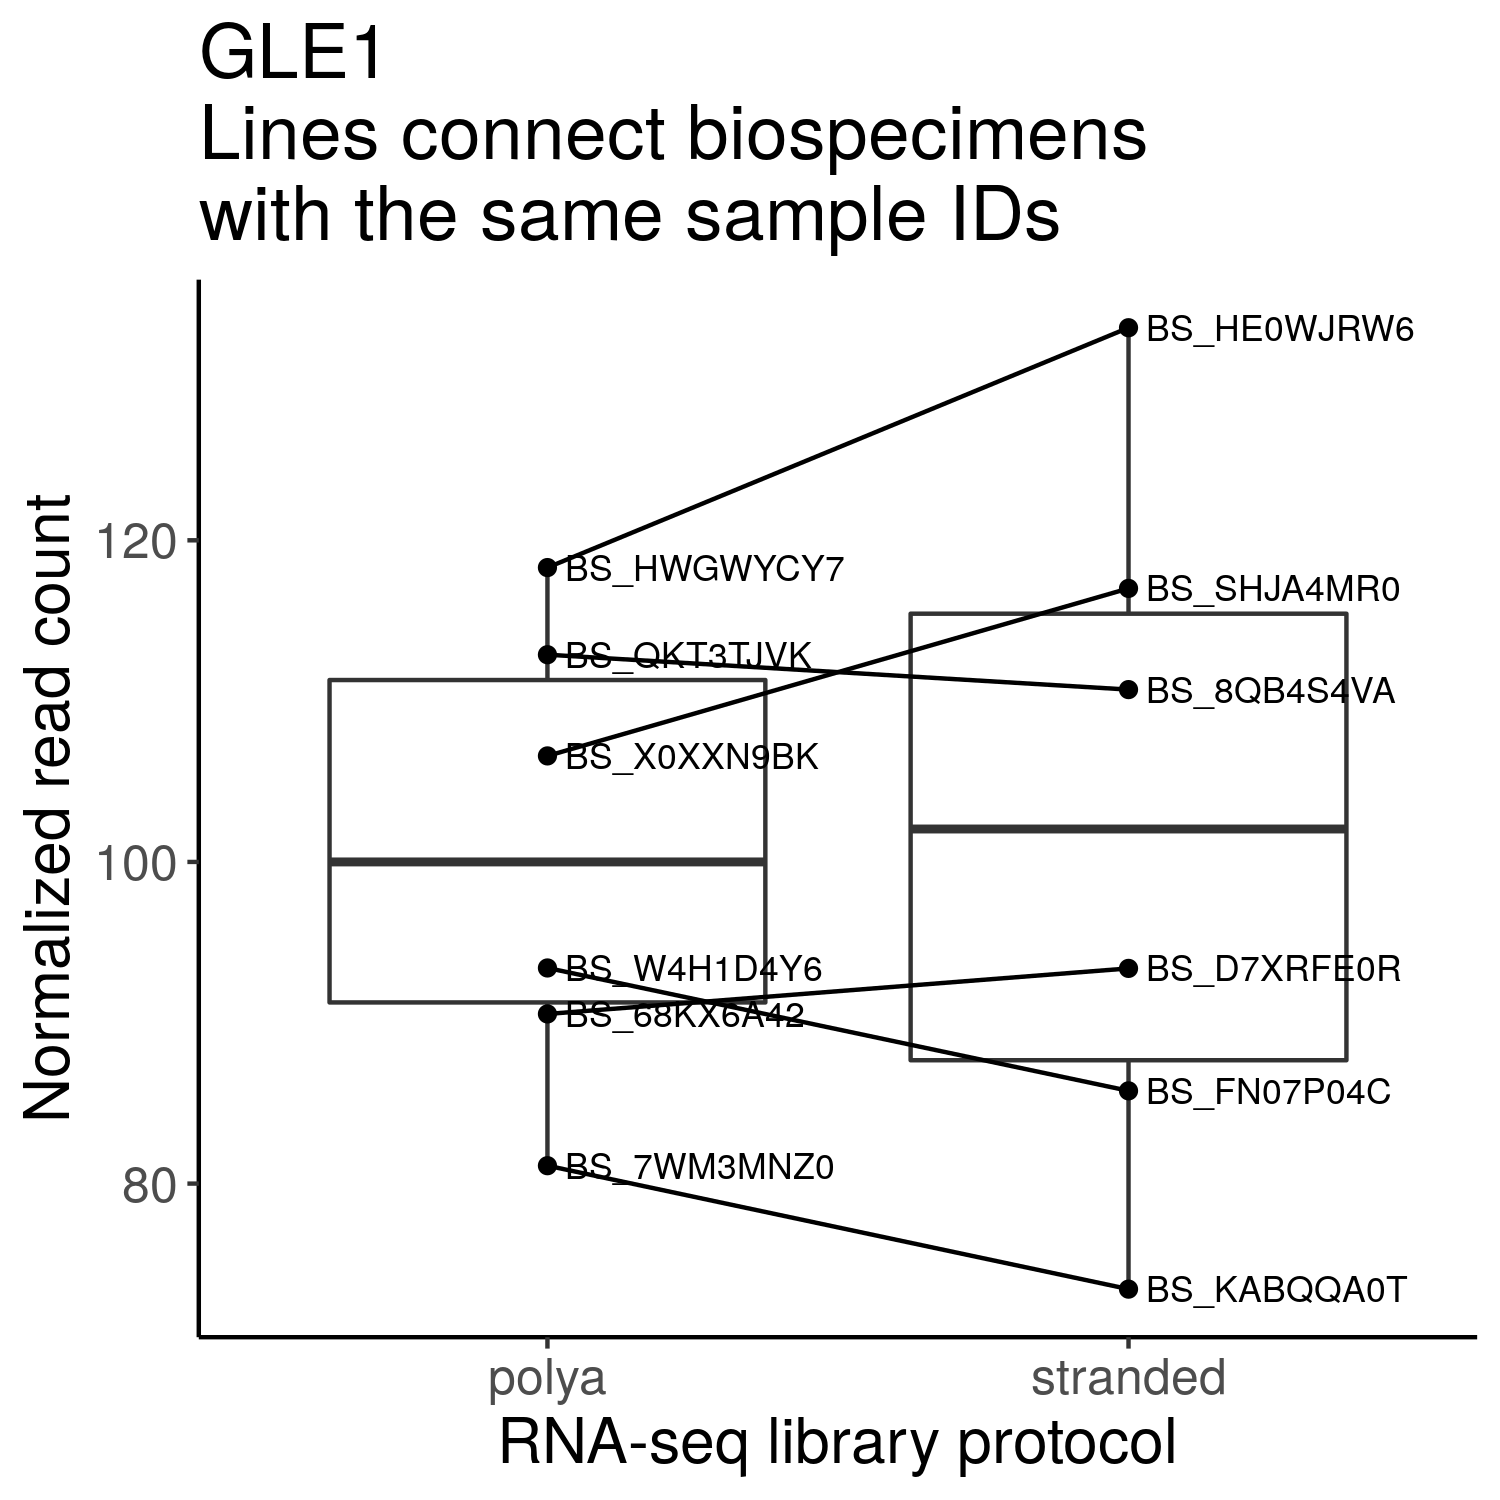 GLE1
Lines connect biospecimens
with the same sample IDs
Normalized read count
120
100
80
BS_HE0WJRW6
BS_HWGWYCY7
BS_SHJA4MR0
BS_QKT3TJVK
BS_8QB4S4VA
BS_X0XXN9BK
BS_W4H1D4Y6
BS_D7XRFE0R
BS_68KX6A42
BS_FN07P04C
BS_7WM3MNZ0
BS_KABQQA0T
polya
stranded
RNA-seq library protocol